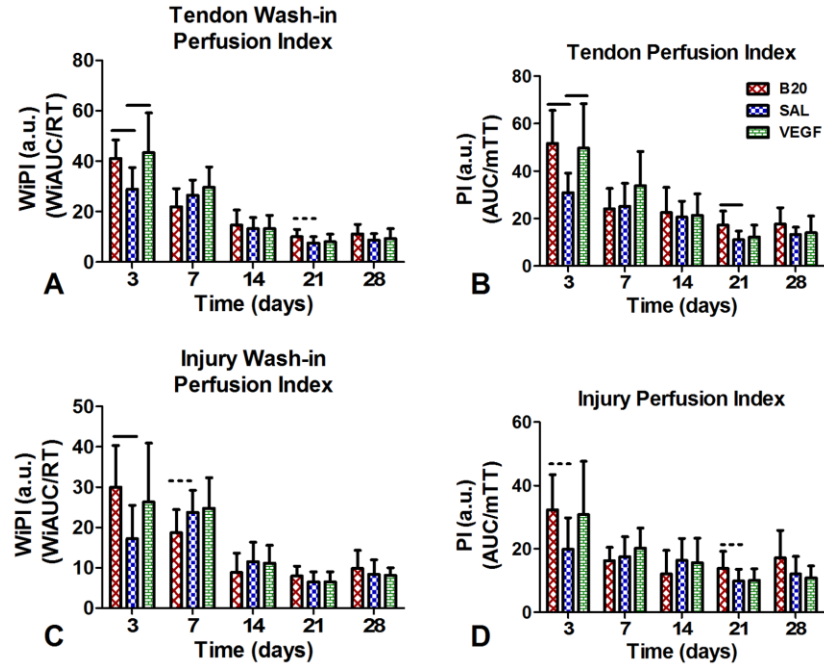 Tendon Wash-in
Perfusion Index
WiPI (a.u.)
(WiAUC/RT)
80
60
40
20
0
3 7 14 21 28
Time (days)
A
Tendon Perfusion Index
PI (a.u.)
(AUC/mTT)
80
60
40
20
0
3 7 14 21 28
Time (days)
B
B20
SAL
VEGF
Injury Wash-in
Perfusion Index
WiPI (a.u.)
(WiAUC/RT)
50
40
30
20
10
0
3 7 14 21 28
Time (days)
C
Injury Perfusion Index
PI (a.u.)
(AUC/mTT)
60
40
20
0
3 7 14 21 28
Time (days)
D